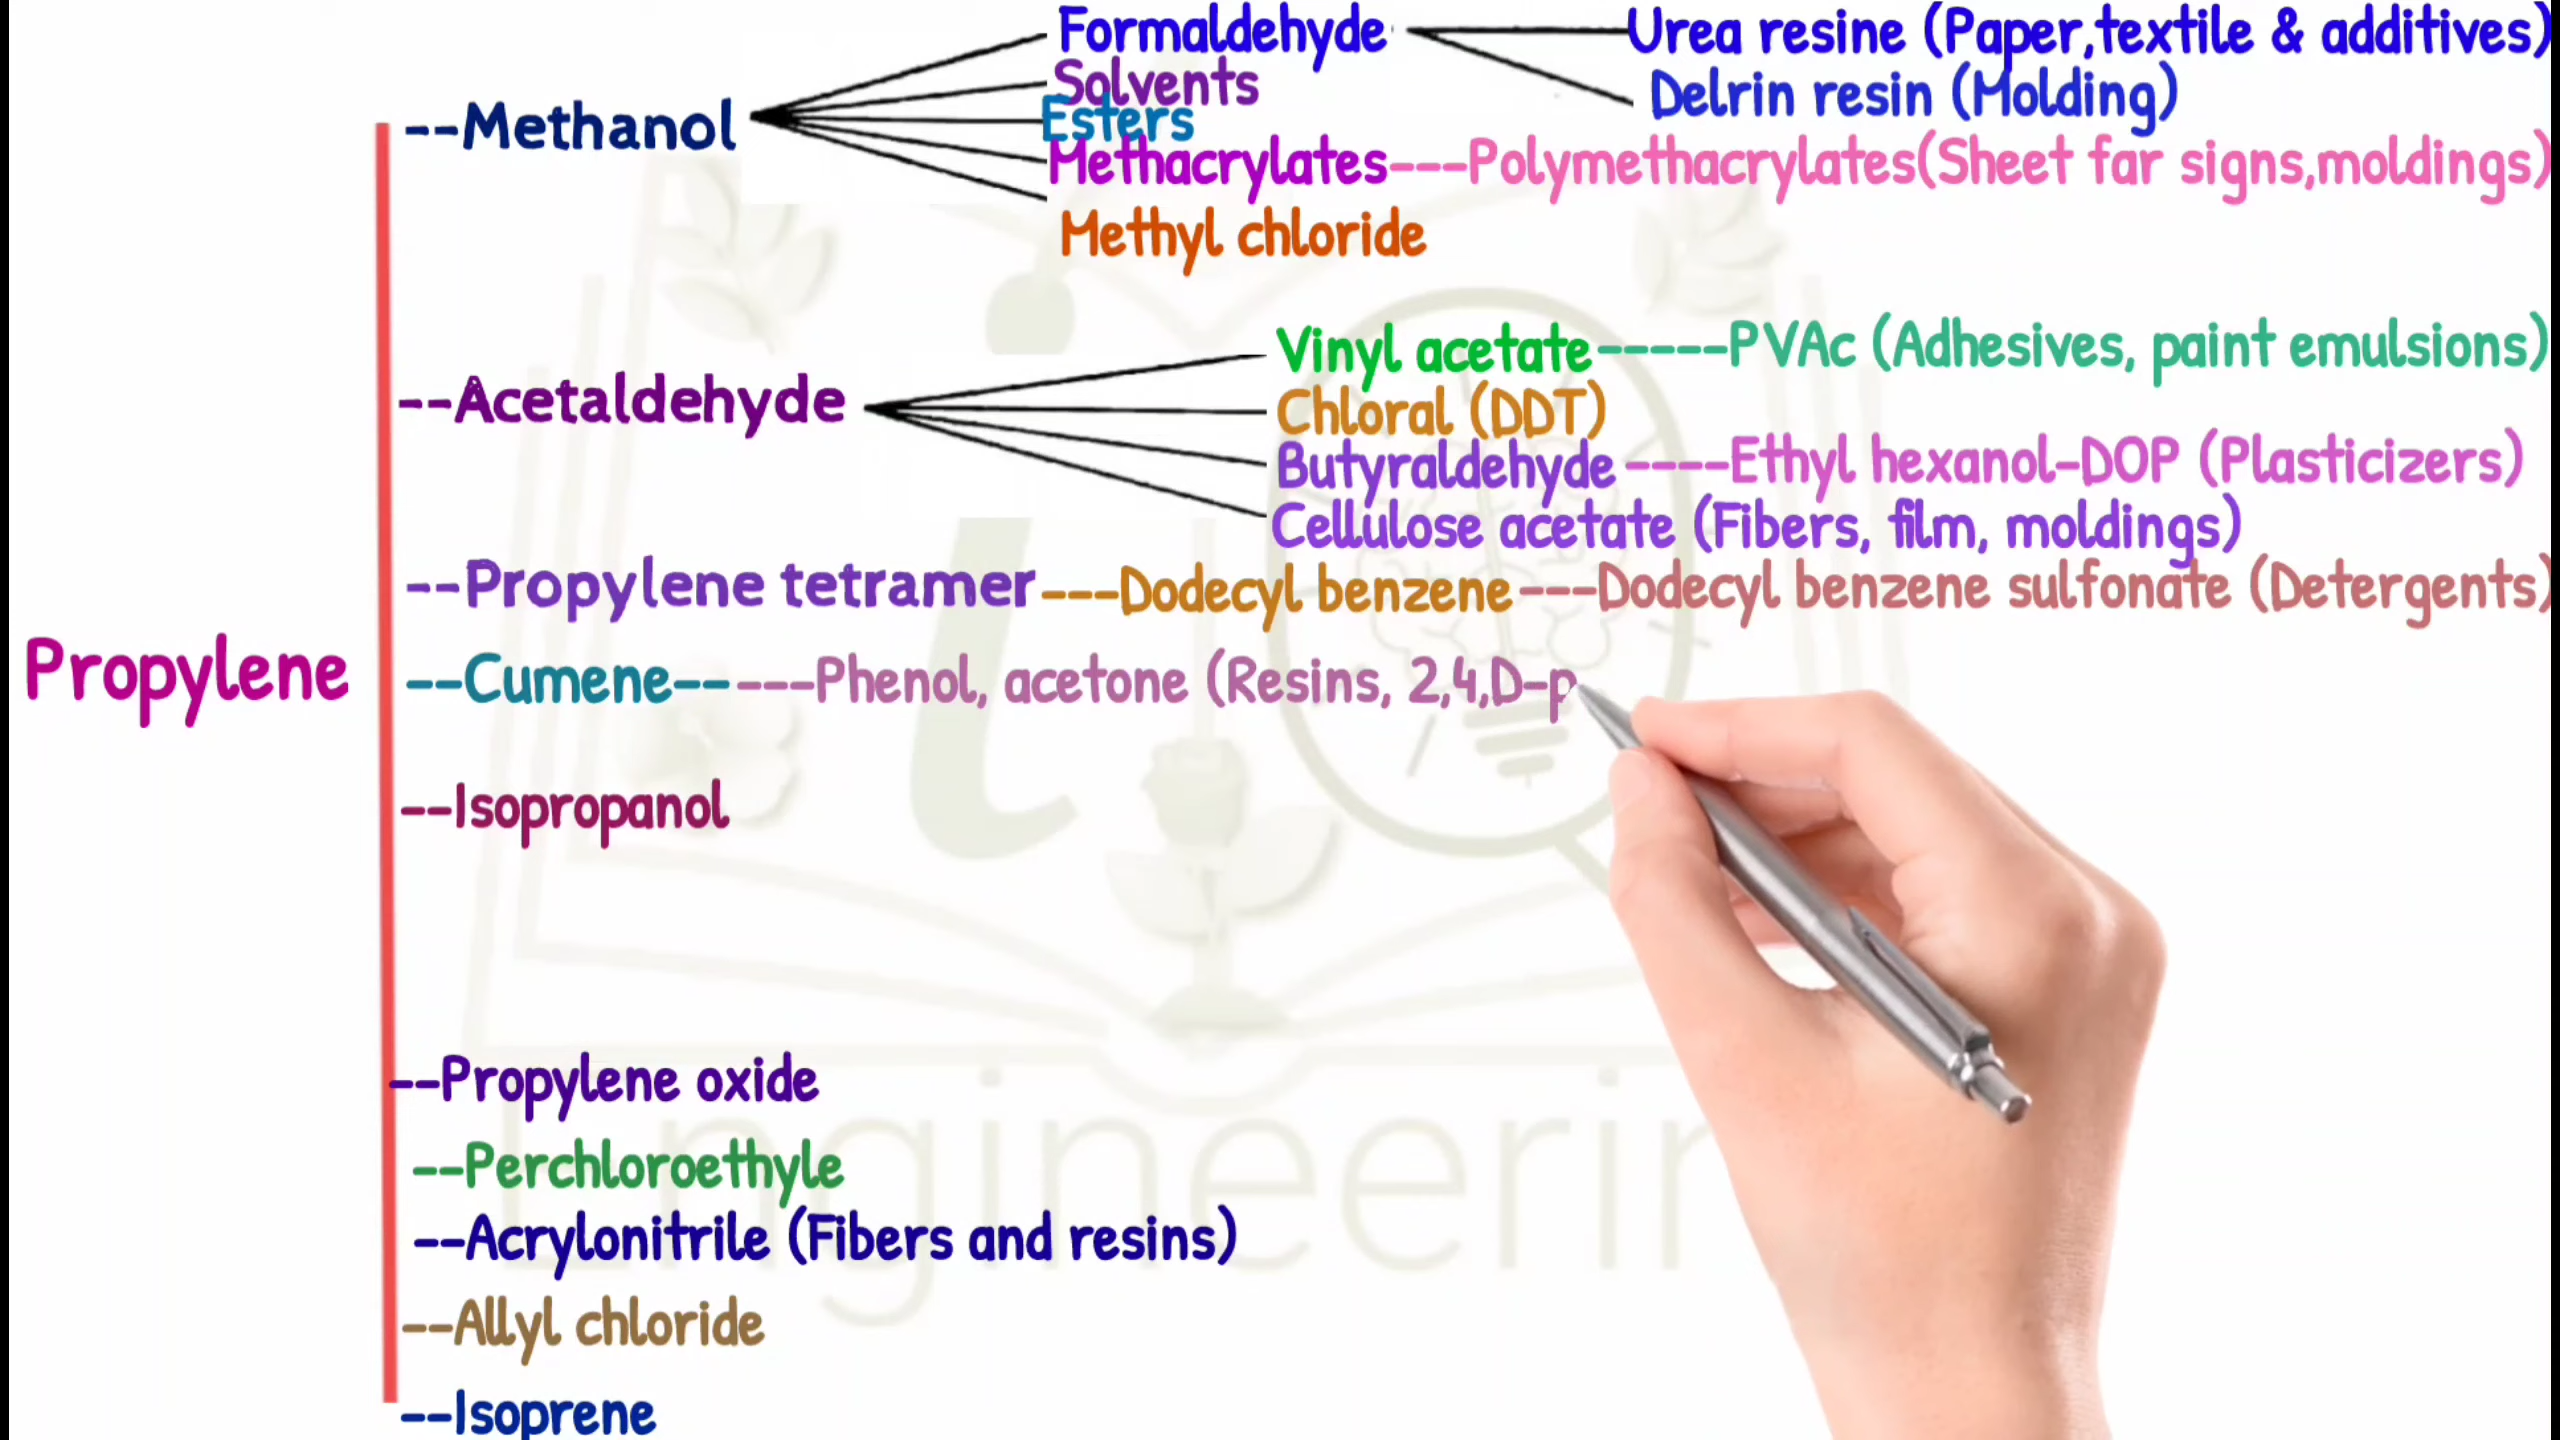 Formaldehyde
Urea resine (Paper,textile & additives)
Solvents
Delrin resin (Molding)
--Methanol
Esters
Methacrylates---Polymethacrylates(Sheet far signs,moldings)
Methyl chloride
Vinyl acetate-----PVAc (Adhesives, paint emulsions)
--Acetaldehyde
Chloral (DDT)
Butyraldehyde----Ethyl hexanol-DOP (Plasticizers)
Cellulose acetate (Fibers, film, moldings)
--Propylene tetramer---Dodecyl benzene---Dodecyl benzene sulfonate (Detergents)
Propylene
--Cumene-----Phenol, acetone (Resins, 2,4,D-p
--Isopropanol
--Propylene oxide
--Perchloroethyle
--Acrylonitrile (Fibers and resins)
--Allyl chloride
--Isoprene
Engineerin